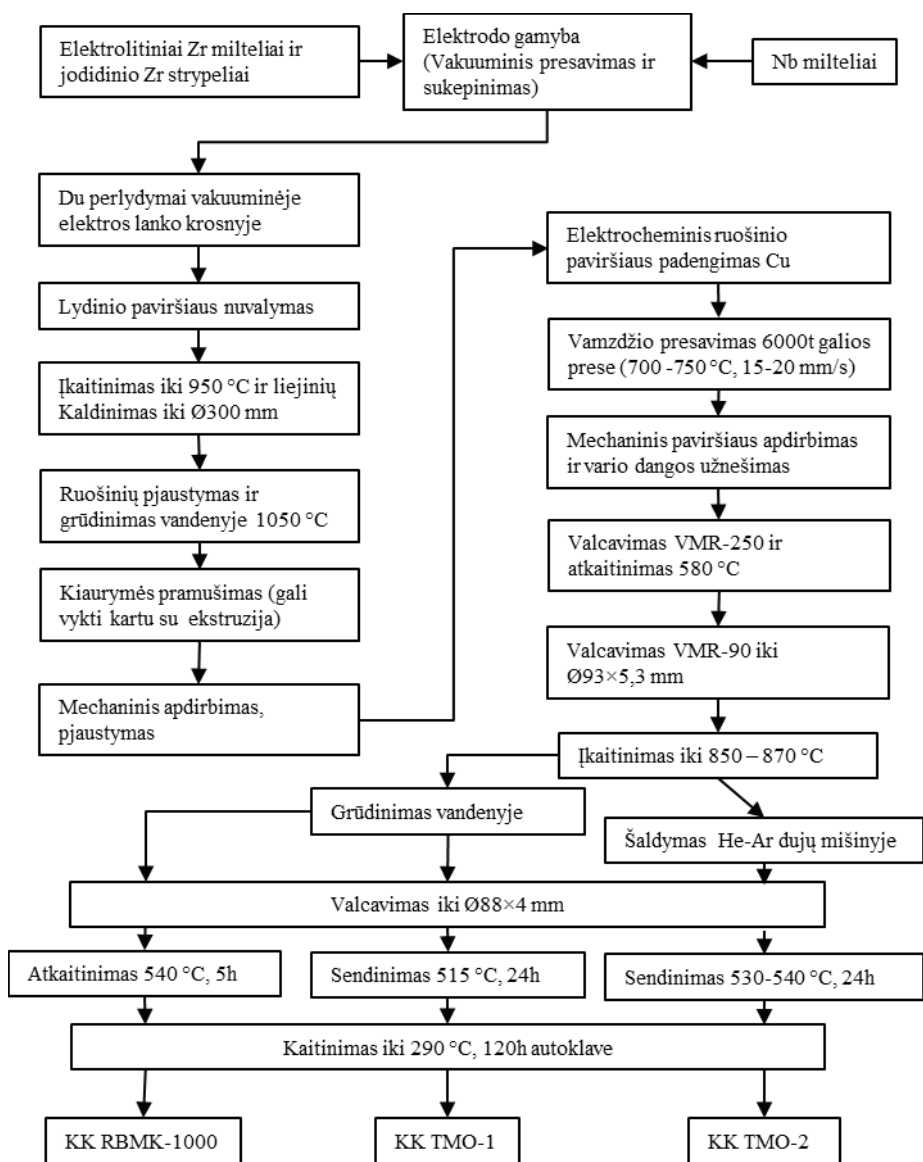 Elektrolitiniai Zr milteliai ir
jodidinio Zr strypeliai
Elektrodo gamyba
(Vakuuminis presavimas ir
sukepinimas)
Nb milteliai
Du perlydymai vakuuminėje
elektros lanko krosnyje
Lydinio paviršiaus nuvalymas
Įkaitinimas iki 950 °C ir liejinių
Kaldinimas iki Ø300 mm
Ruošinių pjaustymas ir
grūdinimas vandenyje 1050 °C
Kiaurymės pramušimas (gali
vykti kartu su ekstruzija)
Mechaninis apdirbimas,
pjaustymas
Elektrocheminis ruošinio
paviršiaus padengimas Cu
Vamzdžio presavimas 6000t galios
prese (700 -750 °C, 15-20 mm/s)
Mechaninis paviršiaus apdirbimas
ir vario dangos užnešimas
Valcavimas VMR-250 ir
atkaitinimas 580 °C
Valcavimas VMR-90 iki
Ø93×5,3 mm
Įkaitinimas iki 850 – 870 °C
Grūdinimas vandenyje
Šaldymas He-Ar dujų mišinyje
Valcavimas iki Ø88×4 mm
Atkaitinimas 540 °C, 5h
Sendinimas 515 °C, 24h
Sendinimas 530-540 °C, 24h
Kaitinimas iki 290 °C, 120h autoklave
KK RBMK-1000
KK TMO-1
KK TMO-2